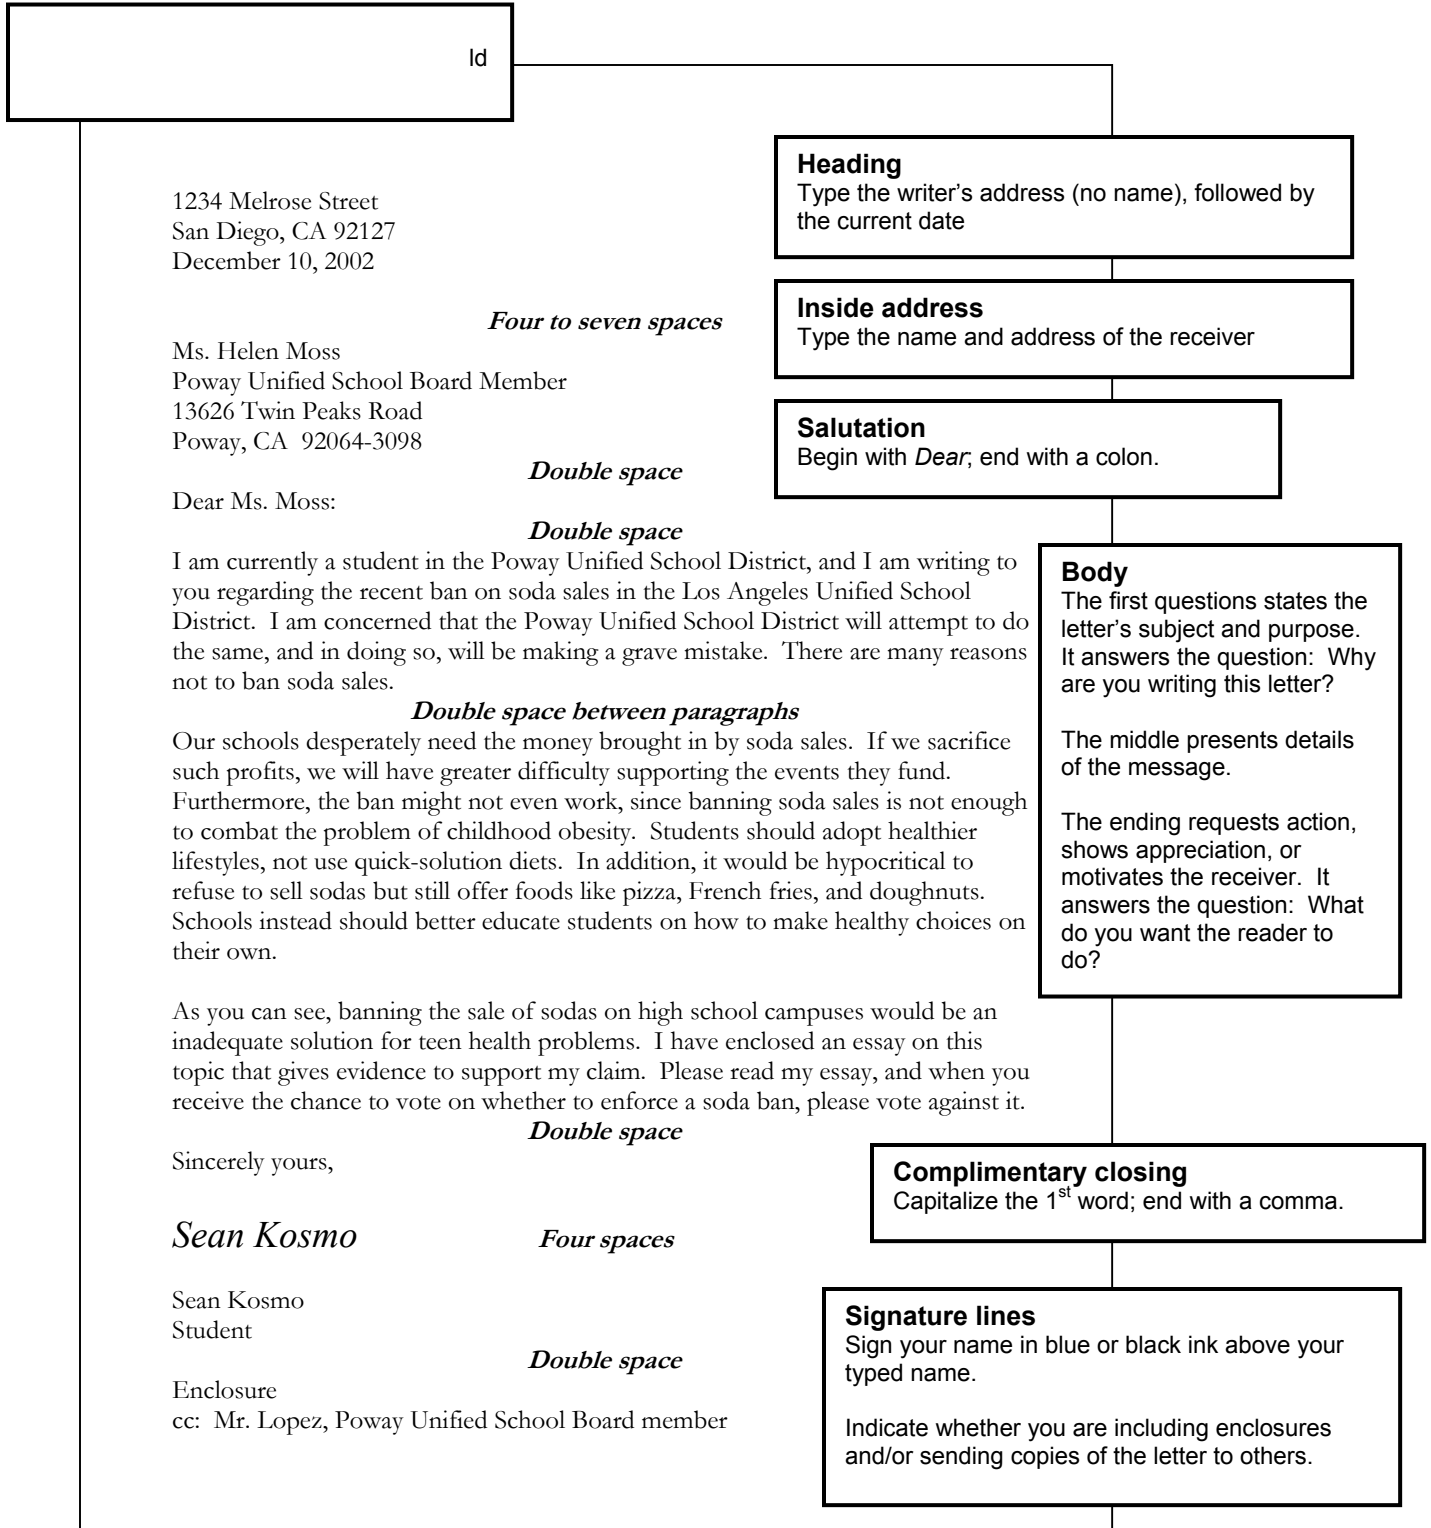 ld
1234 Melrose Street
San Diego, CA 92127
December 10, 2002
Four to seven spaces
Ms. Helen Moss
Poway Unified School Board Member
13626 Twin Peaks Road
Poway, CA  92064-3098
Double space
Dear Ms. Moss:
Double space
I am currently a student in the Poway Unified School District, and I am writing to
you regarding the recent ban on soda sales in the Los Angeles Unified School
District.  I am concerned that the Poway Unified School District will attempt to do
the same, and in doing so, will be making a grave mistake.  There are many reasons
not to ban soda sales.
Double space between paragraphs
Our schools desperately need the money brought in by soda sales.  If we sacrifice
such profits, we will have greater difficulty supporting the events they fund.
Furthermore, the ban might not even work, since banning soda sales is not enough
to combat the problem of childhood obesity.  Students should adopt healthier
lifestyles, not use quick-solution diets.  In addition, it would be hypocritical to
refuse to sell sodas but still offer foods like pizza, French fries, and doughnuts.
Schools instead should better educate students on how to make healthy choices on
their own.
As you can see, banning the sale of sodas on high school campuses would be an
inadequate solution for teen health problems.  I have enclosed an essay on this
topic that gives evidence to support my claim.  Please read my essay, and when you
receive the chance to vote on whether to enforce a soda ban, please vote against it.
Double space
Sincerely yours,
Sean Kosmo
Four spaces
Sean Kosmo
Student
Double space
Enclosure
cc:  Mr. Lopez, Poway Unified School Board member
Heading
Type the writer's address (no name), followed by
the current date
Inside address
Type the name and address of the receiver
Salutation
Begin with Dear; end with a colon.
Body
The first questions states the
letter's subject and purpose.
It answers the question:  Why
are you writing this letter?
The middle presents details
of the message.
The ending requests action,
shows appreciation, or
motivates the receiver.  It
answers the question:  What
do you want the reader to
do?
Complimentary closing
Capitalize the 1st word; end with a comma.
Signature lines
Sign your name in blue or black ink above your
typed name.
Indicate whether you are including enclosures
and/or sending copies of the letter to others.